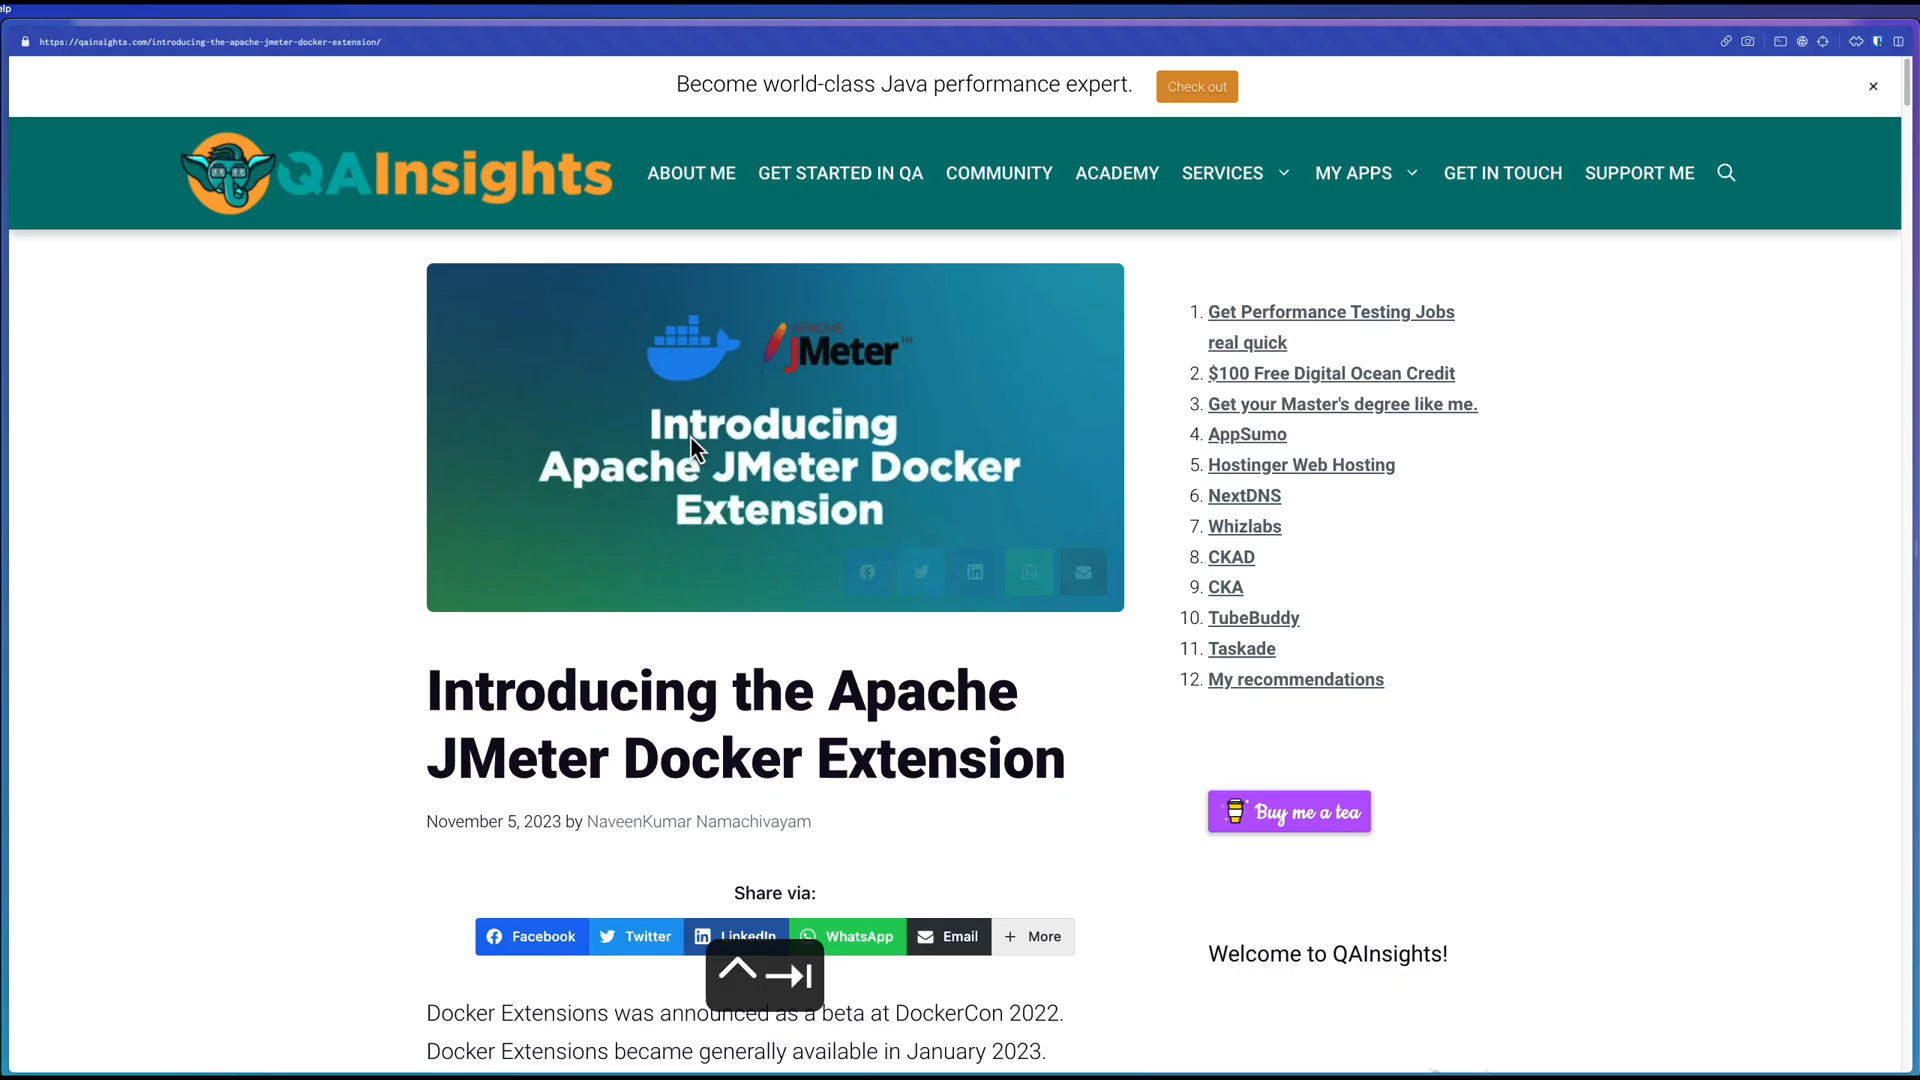 elp
https://qainsights.com/introducing-the-apache-jmeter-docker-extension/
Become world-class Java performance expert.
Check out
QAInsights
ABOUT ME
GET STARTED IN QA
COMMUNITY
ACADEMY
SERVICES
MY APPS
GET IN TOUCH
SUPPORT ME
APACHE
JMeter™
Introducing
Apache JMeter Docker
Extension
Introducing the Apache
JMeter Docker Extension
November 5, 2023 by NaveenKumar Namachivayam
Share via:
Facebook
Twitter
LinkedIn
WhatsApp
Email
More
Docker Extensions was announced as a beta at DockerCon 2022.
Docker Extensions became generally available in January 2023.
1. Get Performance Testing Jobs
real quick
2. $100 Free Digital Ocean Credit
3. Get your Master's degree like me.
4. AppSumo
5. Hostinger Web Hosting
6. NextDNS
7. Whizlabs
8. CKAD
9. CKA
10. TubeBuddy
11. Taskade
12. My recommendations
Buy me a tea
Welcome to QAInsights!